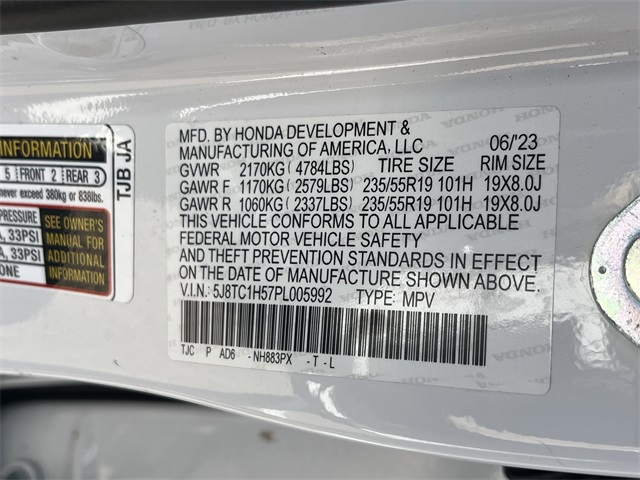 INFORMATION
5 FRONT 2 REAR 3
never exceed 380kg or 838lbs.
PRESSURE
33PSI
33PSI
SEE OWNER'S
MANUAL FOR
ADDITIONAL
INFORMATION
TJB JA
MFD. BY HONDA DEVELOPMENT &
MANUFACTURING OF AMERICA, LLC 06/'23
GVWR 2170KG ( 4784LBS) TIRE SIZE RIM SIZE
GAWR F 1170KG ( 2579LBS) 235/55R19 101H 19X8.0J
GAWR R 1060KG ( 2337LBS) 235/55R19 101H 19X8.0J
THIS VEHICLE CONFORMS TO ALL APPLICABLE
FEDERAL MOTOR VEHICLE SAFETY
AND THEFT PREVENTION STANDARDS IN EFFECT
ON THE DATE OF MANUFACTURE SHOWN ABOVE.
V.I.N.: 5J8TC1H57PL005992 TYPE: MPV
TJC P AD6 - NH883PX - T - L